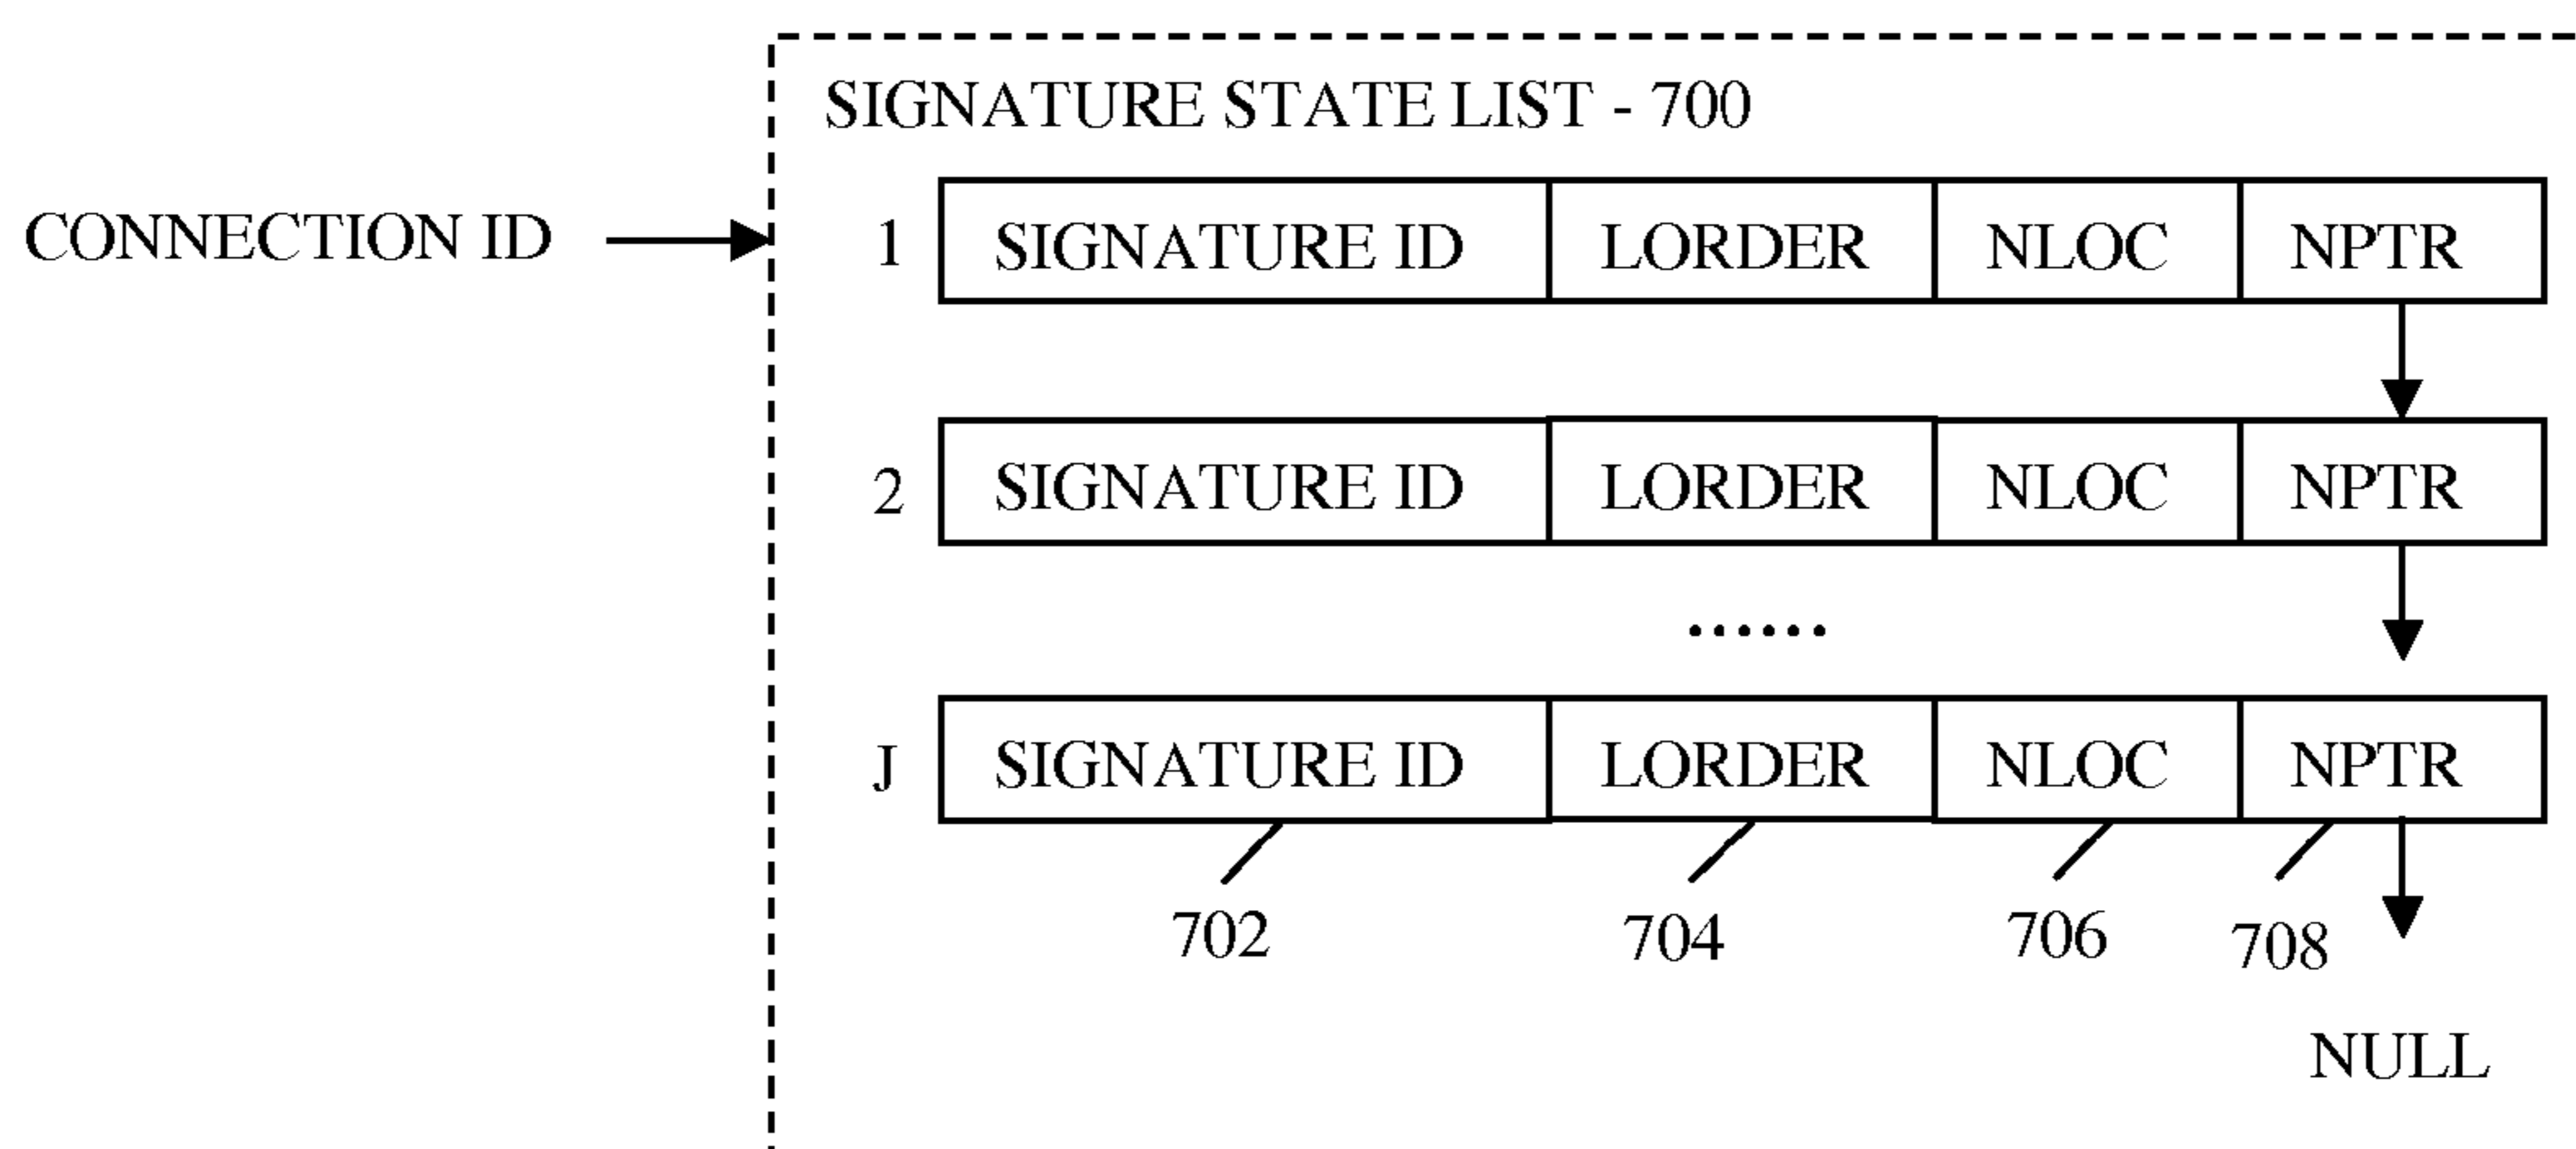 SIGNATURE STATE LIST - 700
CONNECTION ID
1 SIGNATURE ID LORDER NLOC NPTR
2 SIGNATURE ID LORDER NLOC NPTR
......
J SIGNATURE ID LORDER NLOC NPTR
702 704 706 708
NULL